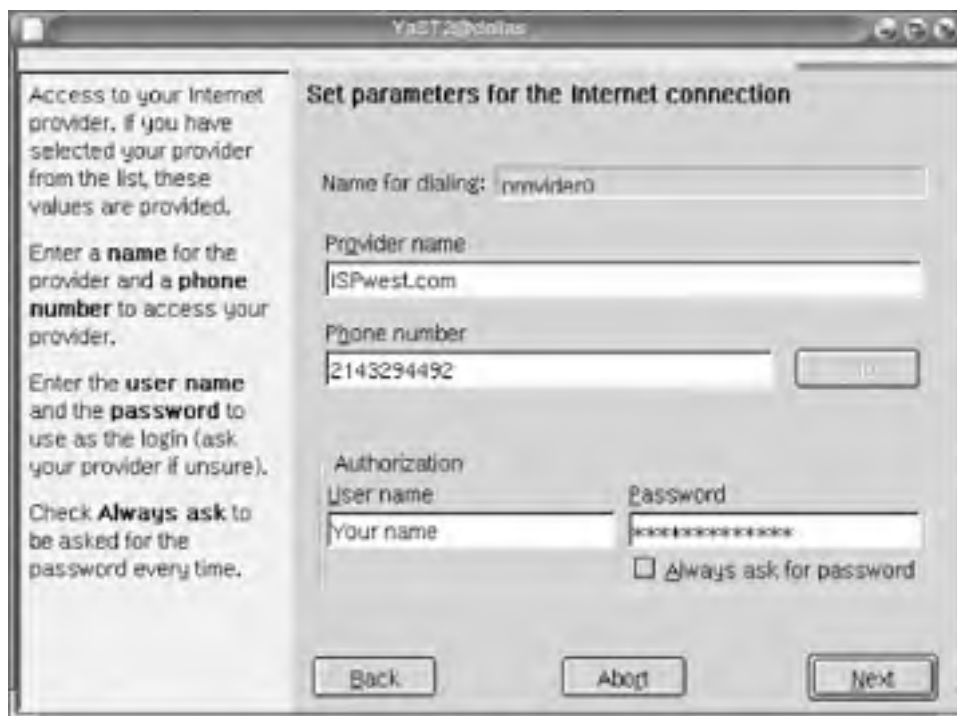 YaST2@dallas
Access to your Internet
provider. If you have
selected your provider
from the list, these
values are provided.
Enter a name for the
provider and a phone
number to access your
provider.
Enter the user name
and the password to
use as the login (ask
your provider if unsure).
Check Always ask to
be asked for the
password every time.
Set parameters for the Internet connection
Name for dialing: provider0
Provider name
ISPwest.com
Phone number
2143294492
Authorization
User name
Your name
Password
**************
Always ask for password
Back
Abort
Next